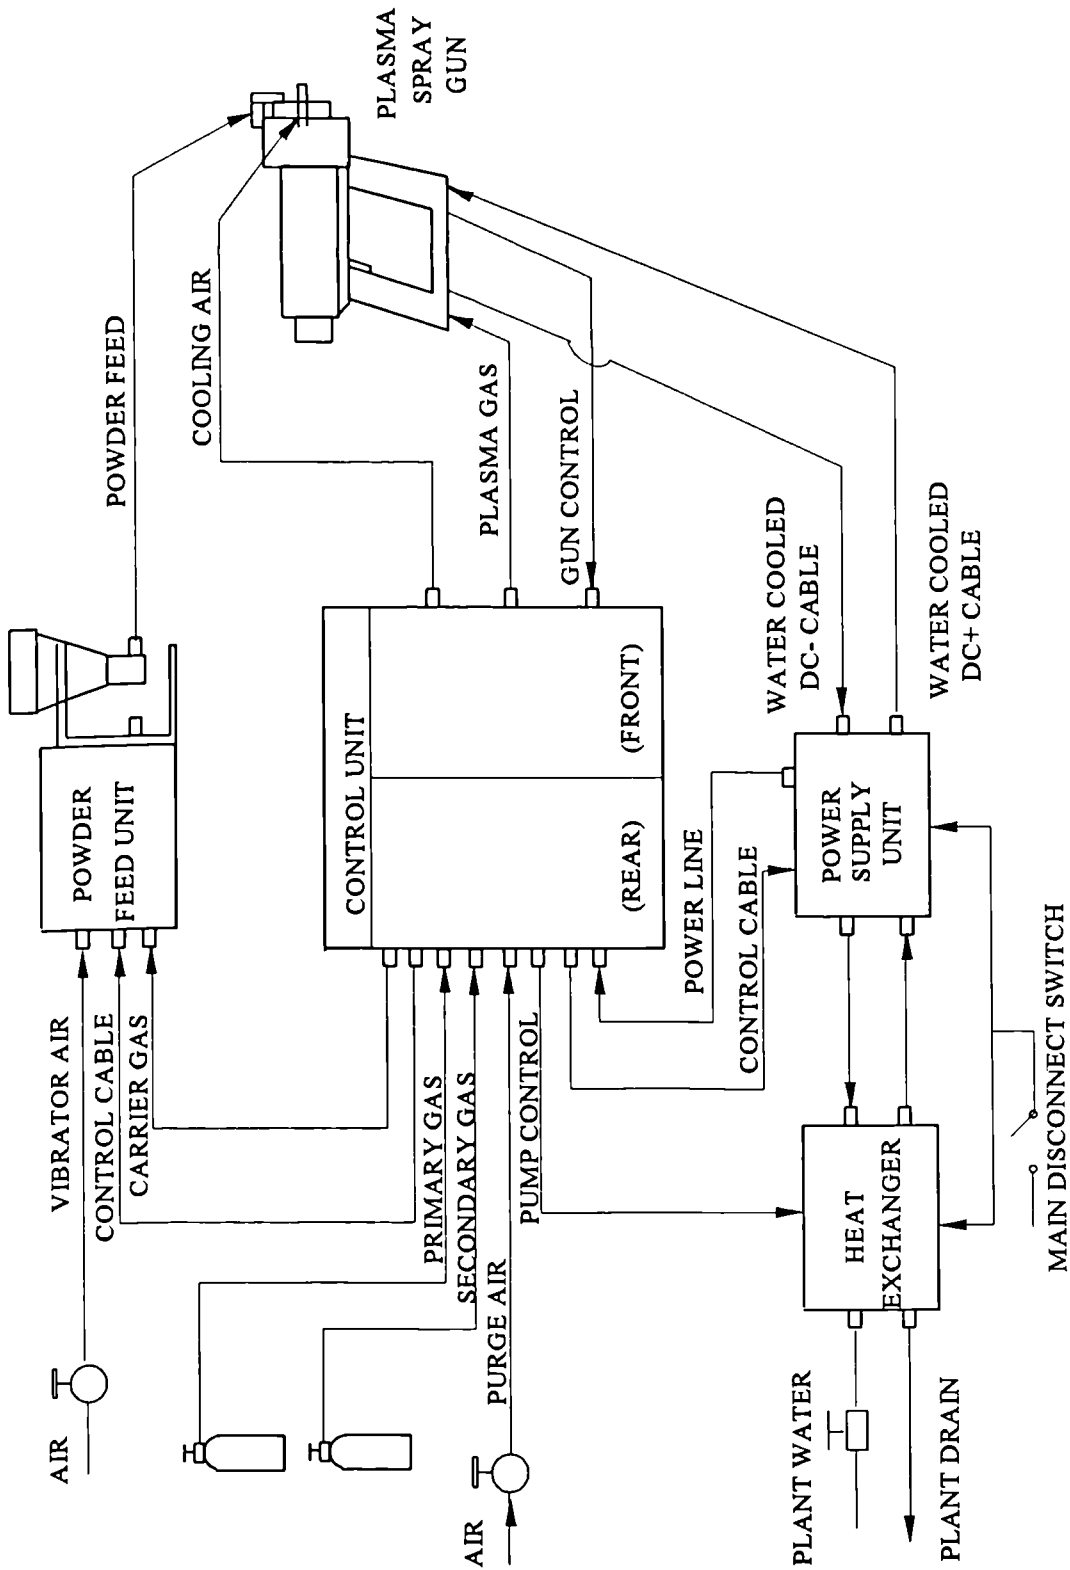 AIR
VIBRATOR AIR
CONTROL CABLE
CARRIER GAS
POWDER
FEED UNIT
POWDER FEED
COOLING AIR
PLASMA
SPRAY
GUN
PRIMARY GAS
SECONDARY GAS
AIR
PURGE AIR
PUMP CONTROL
CONTROL UNIT
(REAR)
(FRONT)
PLASMA GAS
GUN CONTROL
POWER LINE
CONTROL CABLE
WATER COOLED
DC- CABLE
WATER COOLED
DC+ CABLE
PLANT WATER
PLANT DRAIN
HEAT
EXCHANGER
POWER
SUPPLY
UNIT
MAIN DISCONNECT SWITCH